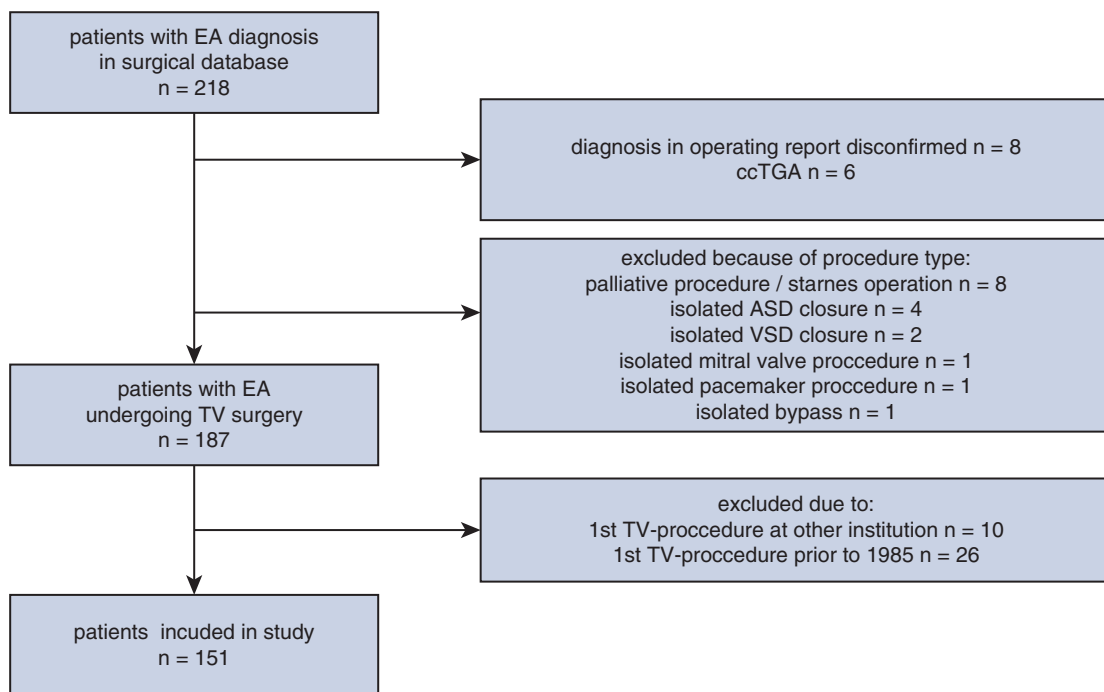 patients with EA diagnosis
in surgical database
n = 218
diagnosis in operating report disconfirmed n = 8
ccTGA n = 6
excluded because of procedure type:
palliative procedure / starnes operation n = 8
isolated ASD closure n = 4
isolated VSD closure n = 2
isolated mitral valve proccedure n = 1
isolated pacemaker proccedure n = 1
isolated bypass n = 1
patients with EA
undergoing TV surgery
n = 187
excluded due to:
1st TV-proccedure at other institution n = 10
1st TV-proccedure prior to 1985 n = 26
patients incuded in study
n = 151